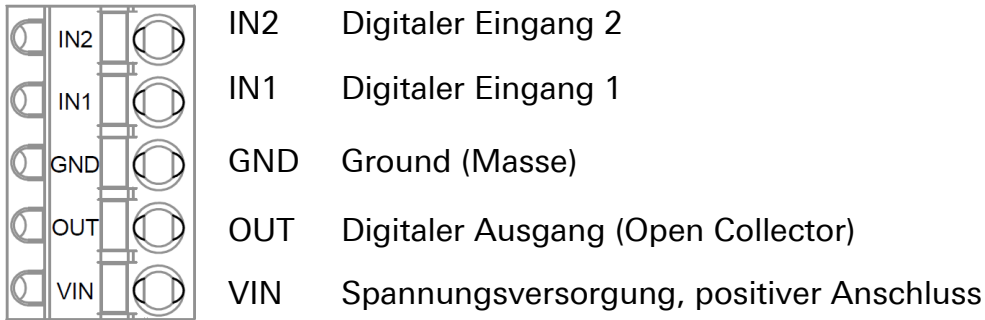 IN2 IN2 Digitaler Eingang 2
IN1 IN1 Digitaler Eingang 1
GND GND Ground (Masse)
OUT OUT Digitaler Ausgang (Open Collector)
VIN VIN Spannungsversorgung, positiver Anschluss